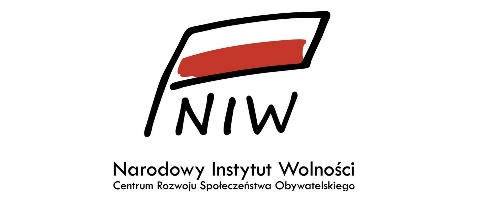 NIW
Narodowy Instytut Wolności
Centrum Rozwoju Społeczeństwa Obywatelskiego